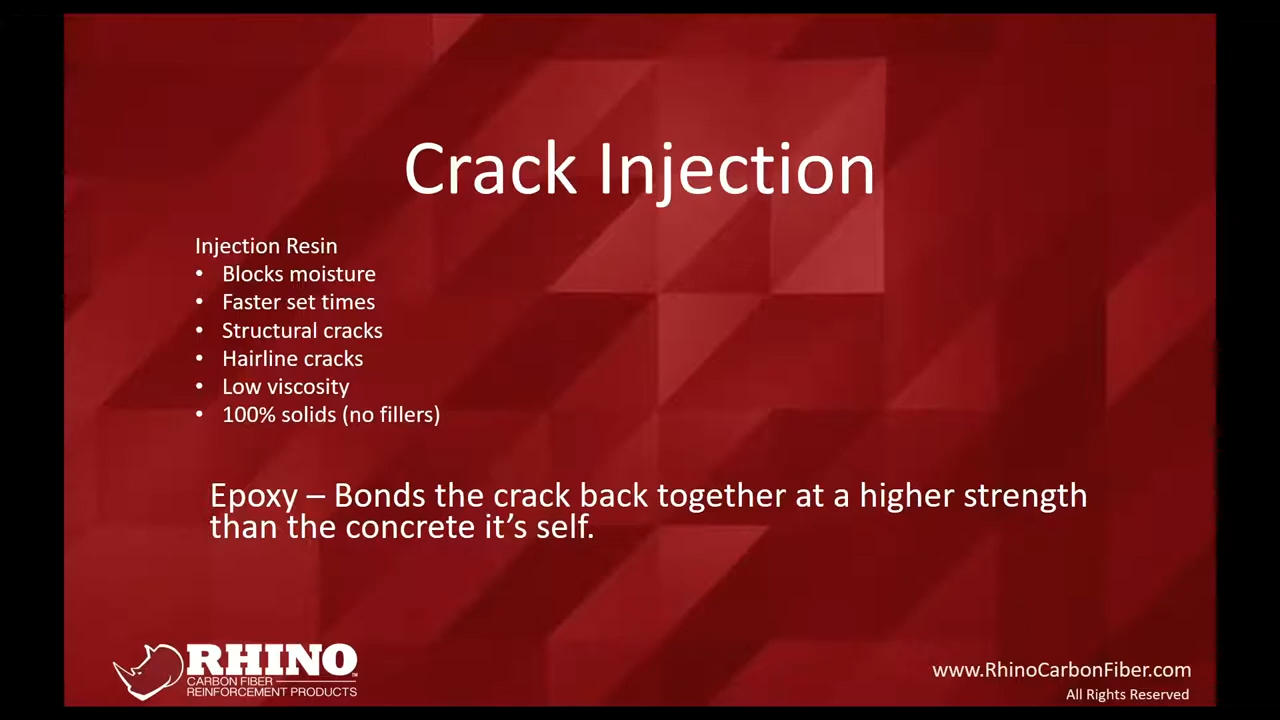 Crack Injection
Injection Resin
• Blocks moisture
• Faster set times
• Structural cracks
• Hairline cracks
• Low viscosity
• 100% solids (no fillers)
Epoxy – Bonds the crack back together at a higher strength
than the concrete it’s self.
RHINO™
CARBON FIBER
REINFORCEMENT PRODUCTS
www.RhinoCarbonFiber.com
All Rights Reserved